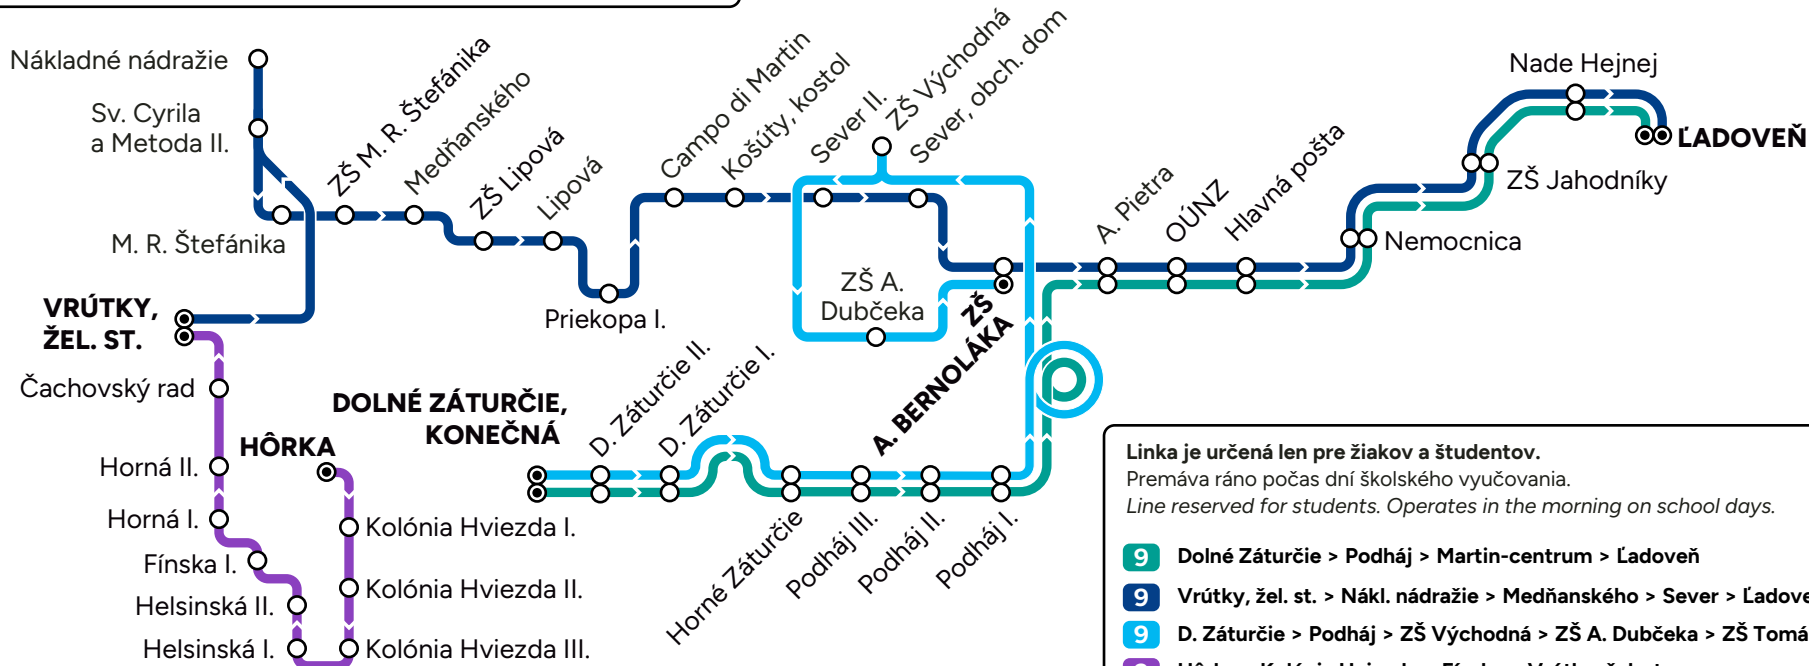 Nákladné nádražie
Sv. Cyrila
a Metoda II.
M. R. Štefánika
ZŠ M. R. Štefánika
Medňanského
ZŠ Lipová
Lipová
Priekopa I.
Campo di Martin
Košúty, kostol
Sever II.
ZŠ Východná
Sever, obch. dom
ZŠ A.
Dubčeka
ZŠ
A. BERNOLÁKA
A. Pietra
OÚNZ
Hlavná pošta
Nemocnica
ZŠ Jahodníky
Nade Hejnej
ĽADOVEŇ
VRÚTKY,
ŽEL. ST.
Čachovský rad
Horná II.
Horná I.
Fínska I.
Helsinská II.
Helsinská I.
HÔRKA
Kolónia Hviezda I.
Kolónia Hviezda II.
Kolónia Hviezda III.
DOLNÉ ZÁTURČIE,
KONEČNÁ
D. Záturčie II.
D. Záturčie I.
Horné Záturčie
Podháj III.
Podháj II.
Podháj I.
Linka je určená len pre žiakov a študentov.
Premáva ráno počas dní školského vyučovania.
Line reserved for students. Operates in the morning on school days.
9 Dolné Záturčie > Podháj > Martin-centrum > Ľadoveň
9 Vrútky, žel. st. > Nákl. nádražie > Medňanského > Sever > Ľadove
9 D. Záturčie > Podháj > ZŠ Východná > ZŠ A. Dubčeka > ZŠ Tomá